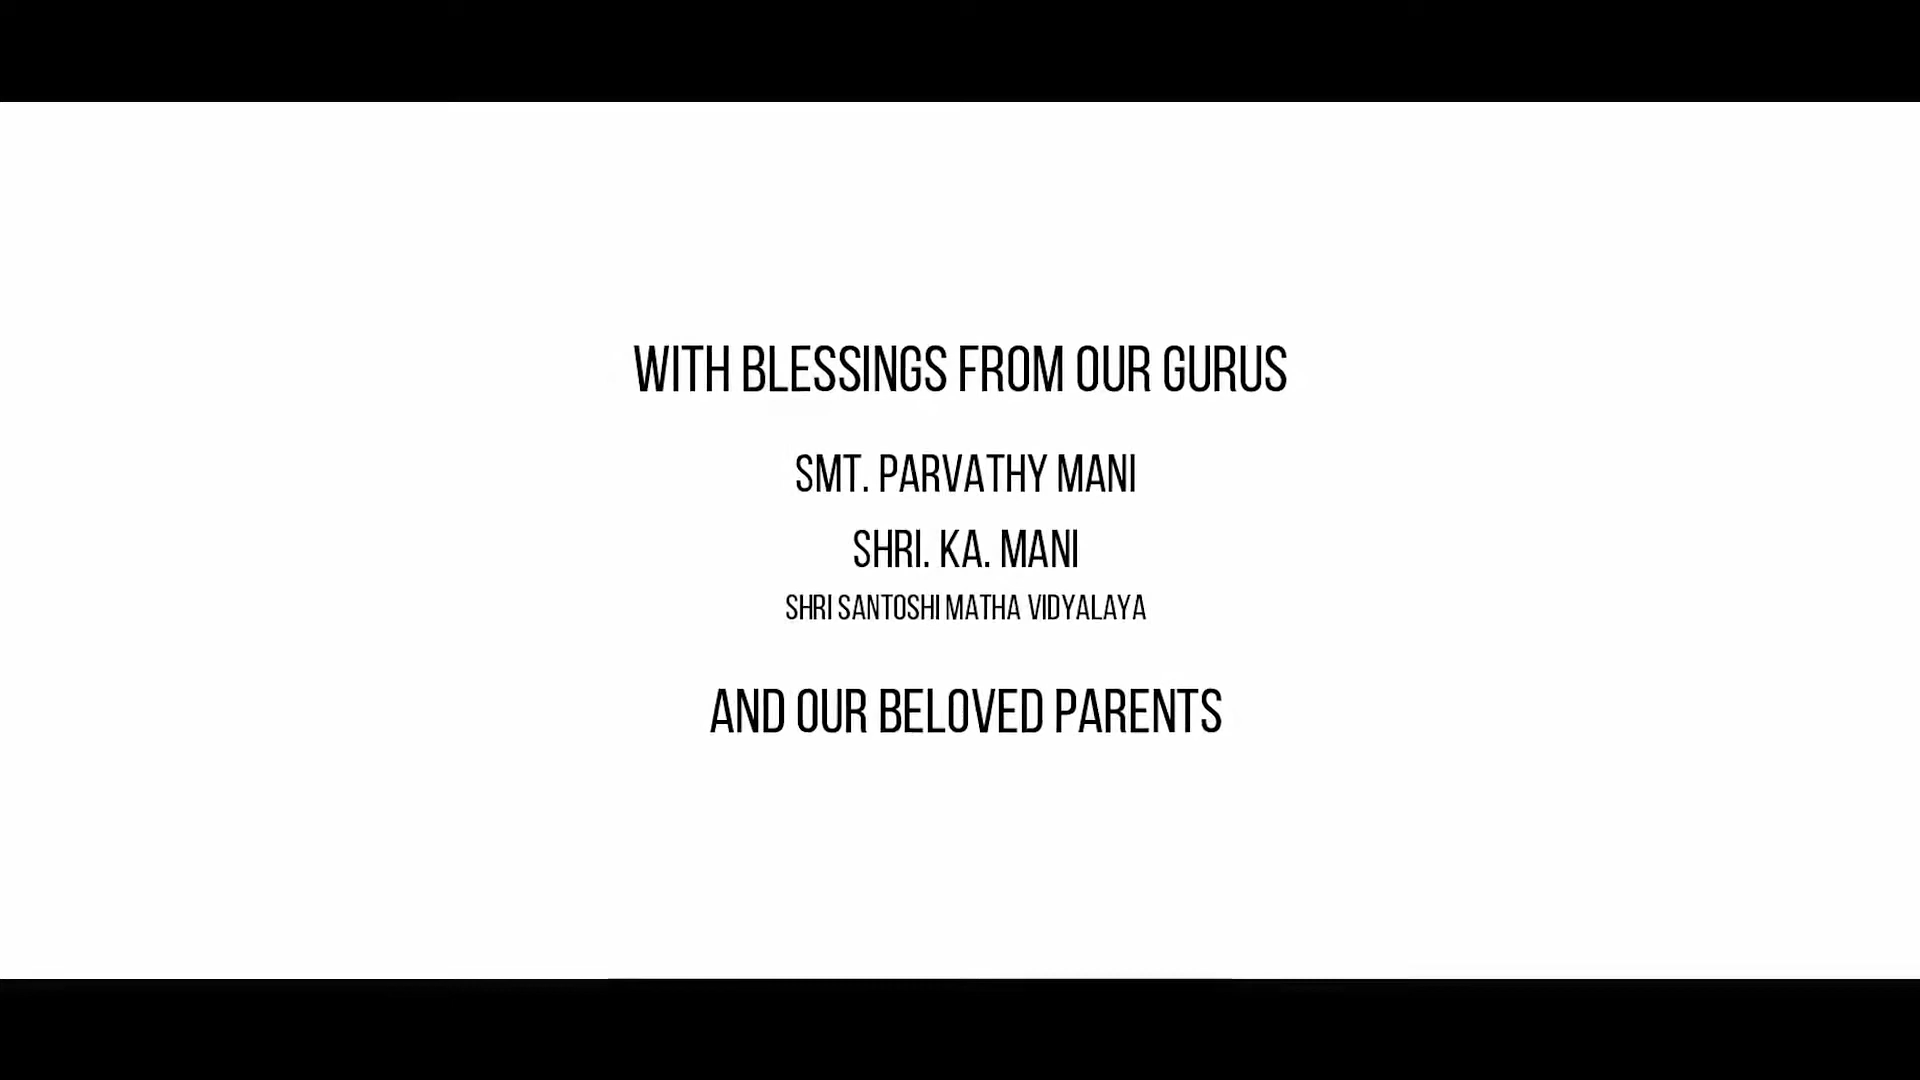 WITH BLESSINGS FROM OUR GURUS
SMT. PARVATHY MANI
SHRI. KA. MANI
SHRI SANTOSHI MATHA VIDYALAYA
AND OUR BELOVED PARENTS